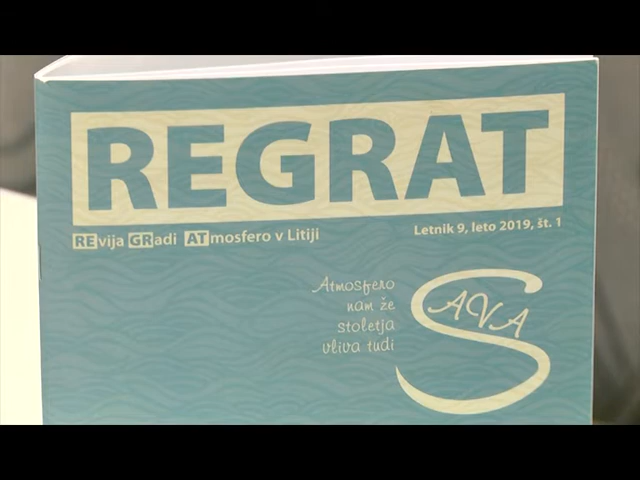 REGRAT
REvija GRadi ATmosfero v Litiji
Letnik 9, leto 2019, št. 1
Atmosfero
nam že
stoletja
vliva tudi
SAVA